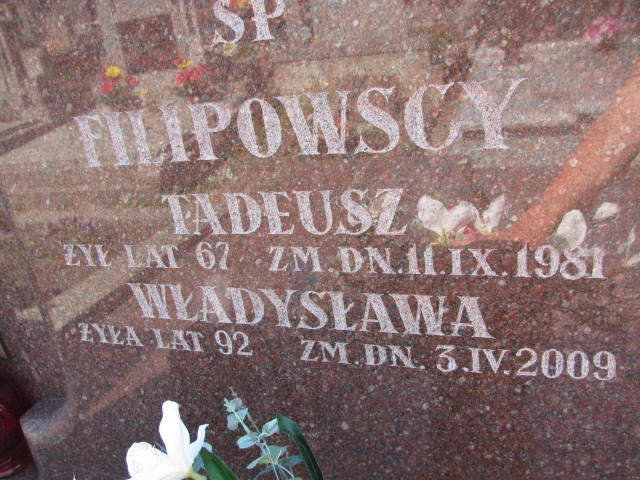 ŚP
FILIPOWSCY
TADEUSZ
ŻYŁ LAT 67 ZM. DN. 11.IX.1981
WŁADYSŁAWA
ŻYŁA LAT 92 ZM. DN. 3.IV.2009